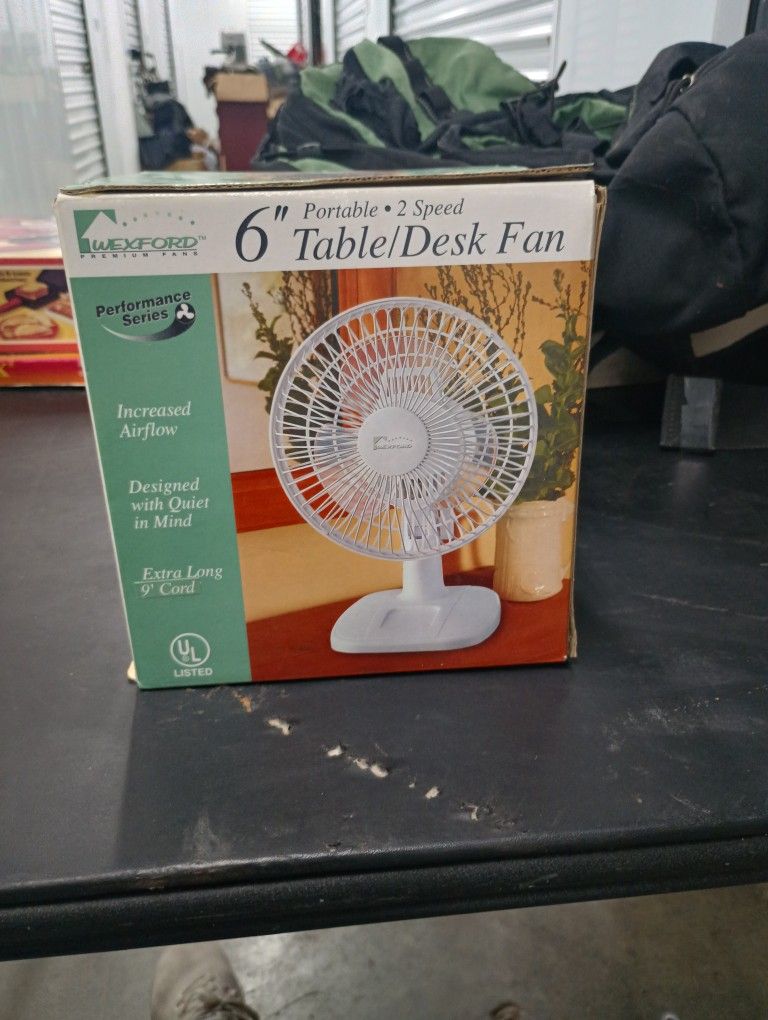 WEXFORD™
PREMIUM FANS
6" Portable • 2 Speed
Table/Desk Fan
Performance
Series
Increased
Airflow
Designed
with Quiet
in Mind
Extra Long
9' Cord
UL
LISTED
WEXFORD